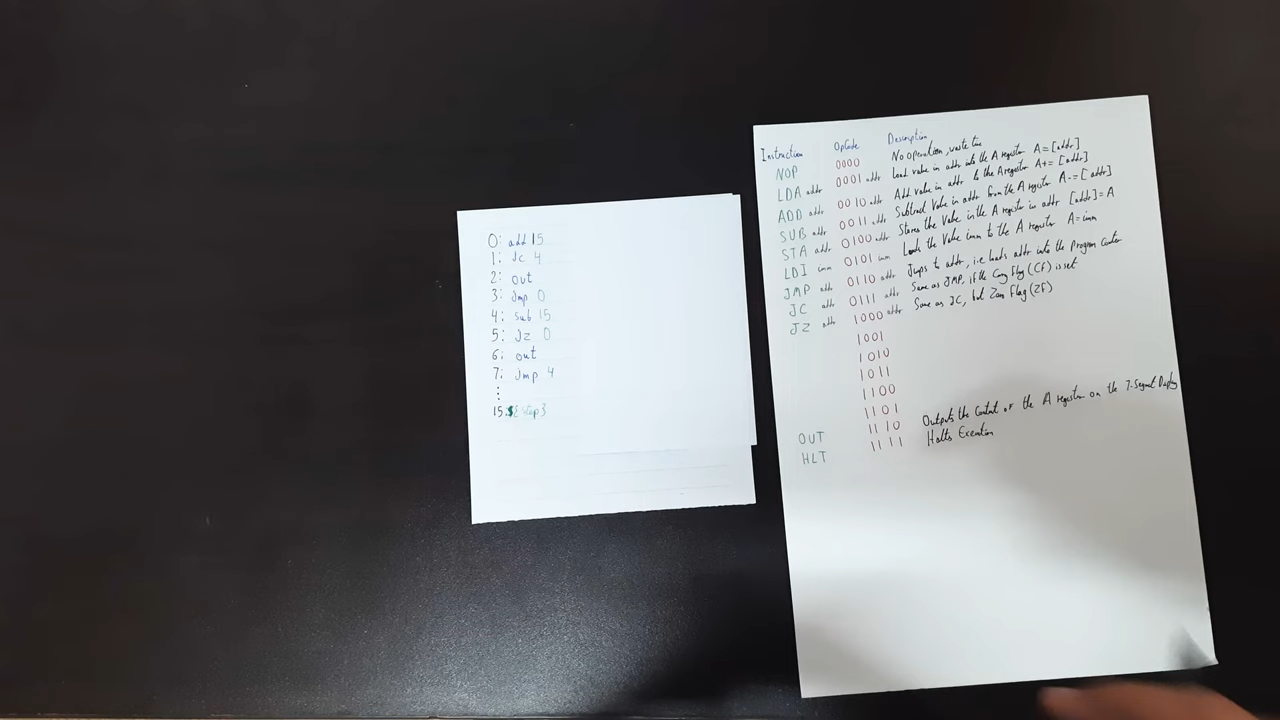 0: add 15
1: Jc 4
2: out
3: Jmp 0
4: sub 15
5: Jz 0
6: out
7: Jmp 4
⋮
15: { step }
Instruction OpCode Description
NOP 0000 No operation, waste time
LDA addr 0001 addr Load value in addr into the A register A=[addr]
ADD addr 0010 addr Add value in addr to the A register A+=[addr]
SUB addr 0011 addr Subtract value in addr from the A register A-=[addr]
STA addr 0100 addr Stores the Value in the A register in addr [addr]=A
LDI imm 0101 imm Loads the Value imm to the A register A=imm
JMP addr 0110 addr Jumps to addr, i.e loads addr into the Program Counter
JC addr 0111 addr Same as JMP, if the Carry Flag (CF) is set
JZ addr 1000 addr Same as JC, but Zero Flag (ZF)
1001
1010
1011
1100
1101
OUT 1110 Outputs the Content of the A register on the 7-Segment Display
HLT 1111 Halts Execution